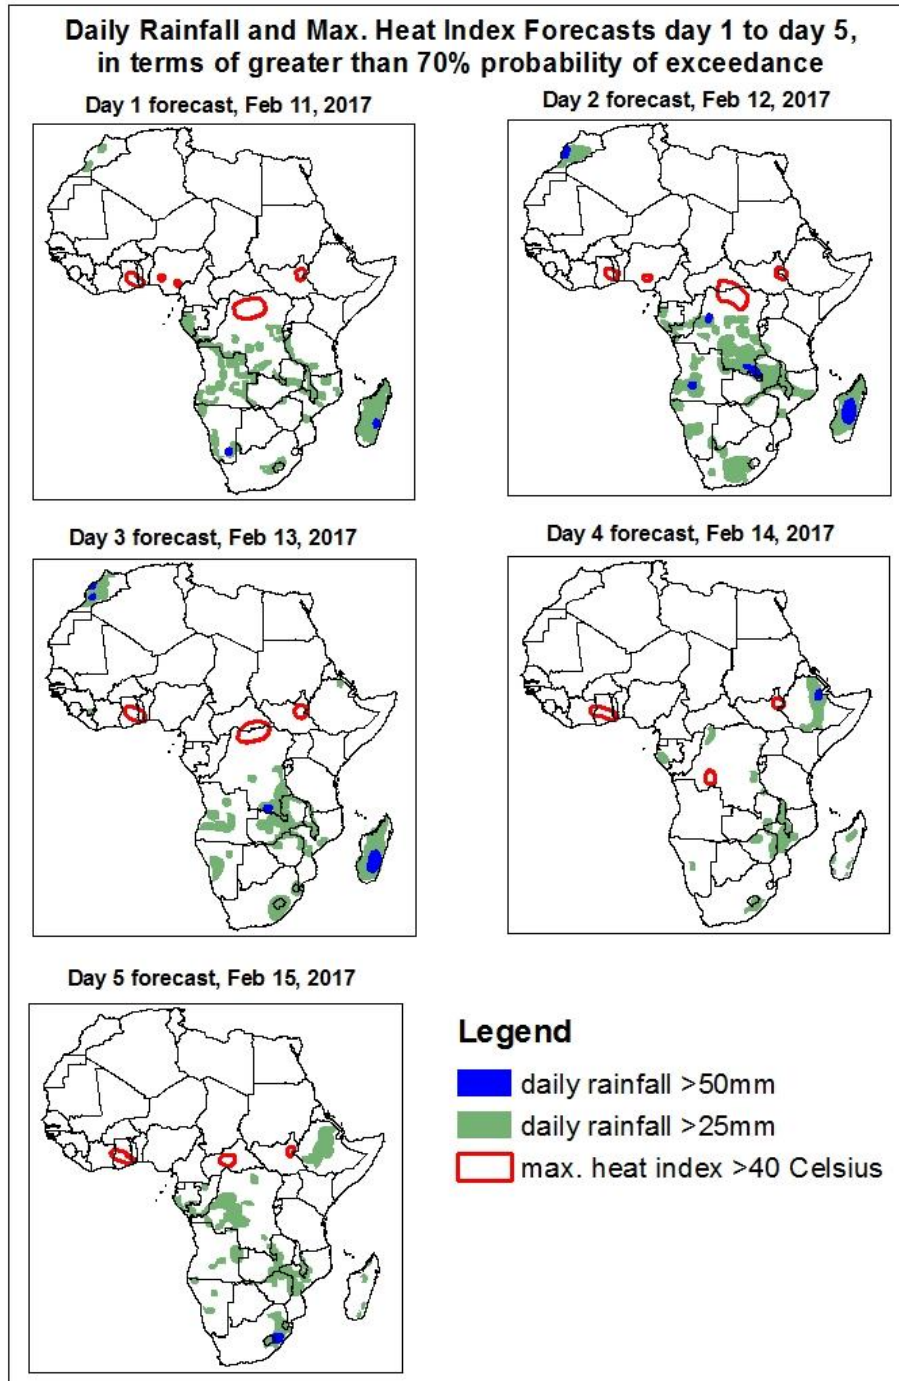 Daily Rainfall and Max. Heat Index Forecasts day 1 to day 5,
in terms of greater than 70% probability of exceedance
Day 1 forecast, Feb 11, 2017
Day 2 forecast, Feb 12, 2017
Day 3 forecast, Feb 13, 2017
Day 4 forecast, Feb 14, 2017
Day 5 forecast, Feb 15, 2017
Legend
daily rainfall >50mm
daily rainfall >25mm
max. heat index >40 Celsius